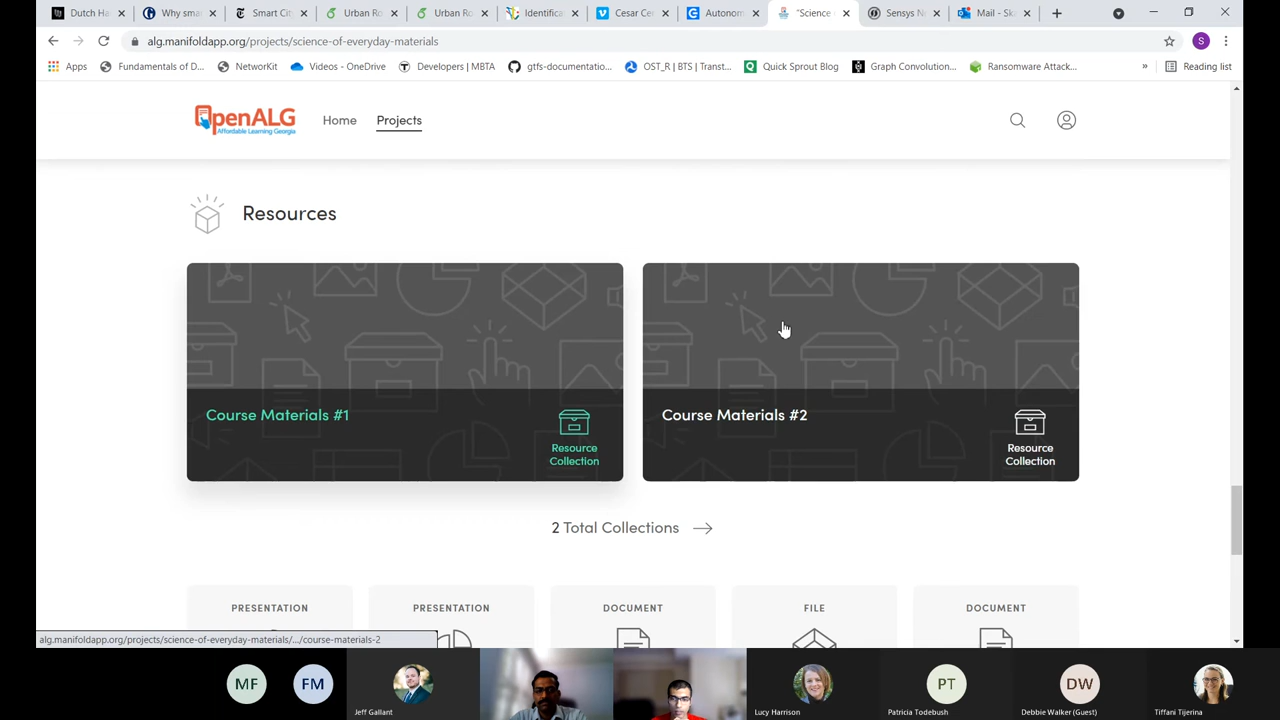 Dutch Ha
Why sma
Smart Cit
Urban Ro
Urban Ro
Identifica
Cesar Ce
Autonom
"Science
Sensys N
Mail - Sk
alg.manifoldapp.org/projects/science-of-everyday-materials
S
Apps
Fundamentals of D...
NetworKit
Videos - OneDrive
Developers | MBTA
gtfs-documentatio...
OST_R | BTS | Transt...
Quick Sprout Blog
Graph Convolution...
Ransomware Attack...
»
Reading list
OpenALG
Affordable Learning Georgia
Home
Projects
Resources
Course Materials #1
Resource
Collection
Course Materials #2
Resource
Collection
2 Total Collections
PRESENTATION
PRESENTATION
DOCUMENT
FILE
DOCUMENT
alg.manifoldapp.org/projects/science-of-everyday-materials/.../course-materials-2
MF
FM
Jeff Gallant
Lucy Harrison
PT
Patricia Todebush
DW
Debbie Walker (Guest)
Tiffani Tijerina